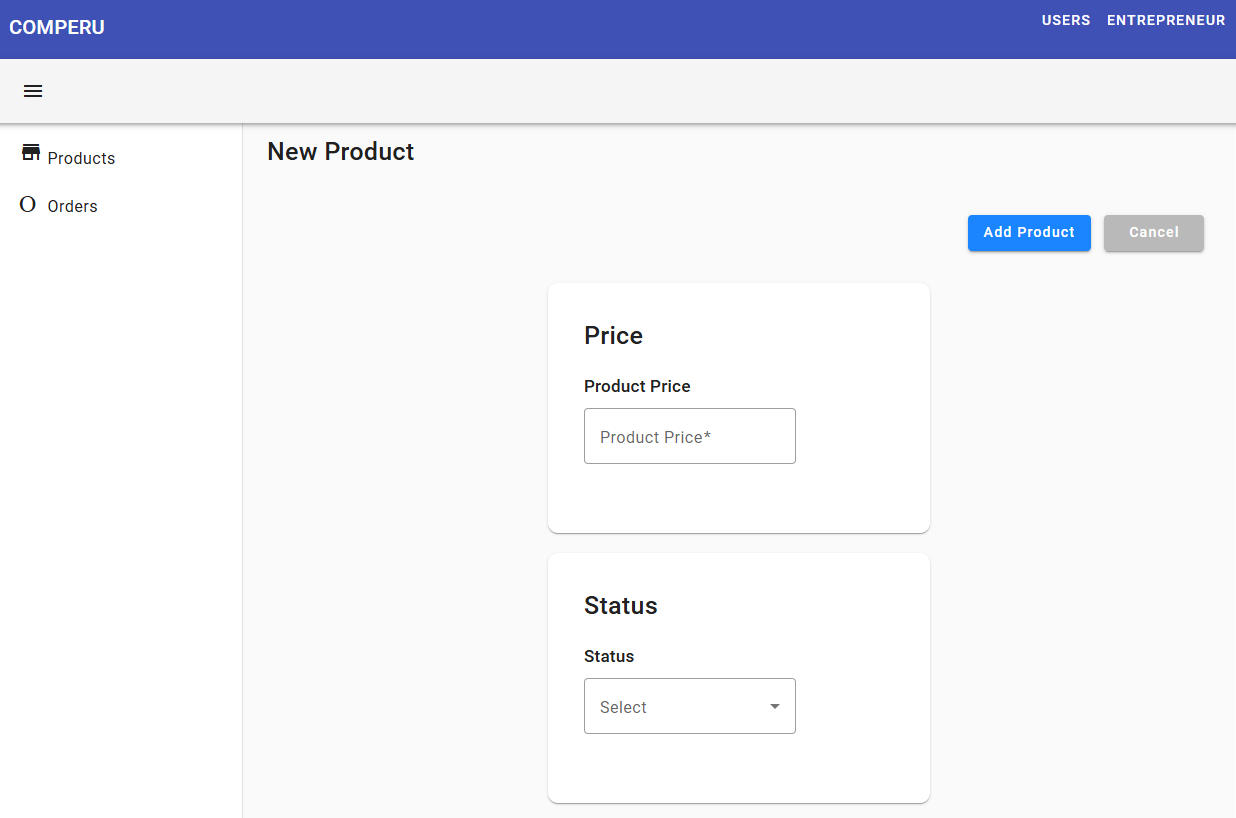 COMPERU
USERS ENTREPRENEUR
Products
O Orders
New Product
Add Product Cancel
Price
Product Price
Product Price*
Status
Status
Select